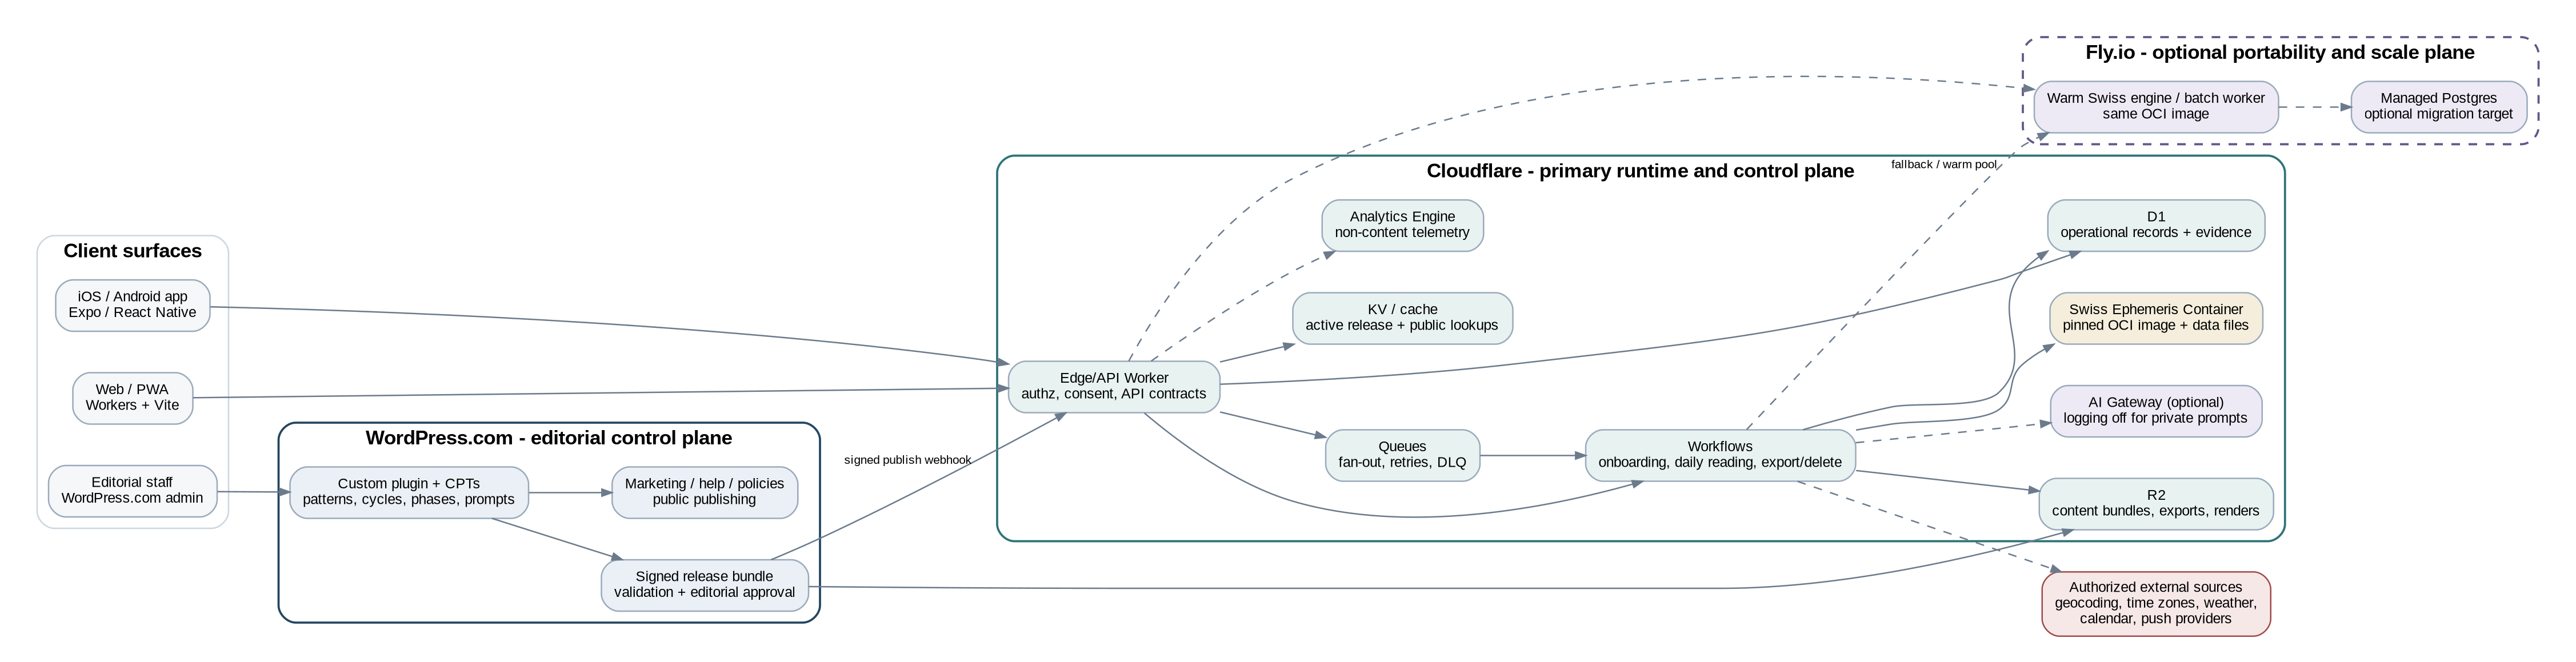 Fly.io - optional portability and scale plane
Warm Swiss engine / batch worker
same OCI image
Managed Postgres
optional migration target
fallback / warm pool
Cloudflare - primary runtime and control plane
Analytics Engine
non-content telemetry
D1
operational records + evidence
Client surfaces
iOS / Android app
Expo / React Native
KV / cache
active release + public lookups
Swiss Ephemeris Container
pinned OCI image + data files
Web / PWA
Workers + Vite
Edge/API Worker
authz, consent, API contracts
AI Gateway (optional)
logging off for private prompts
WordPress.com - editorial control plane
Queues
fan-out, retries, DLQ
Workflows
onboarding, daily reading, export/delete
signed publish webhook
Editorial staff
WordPress.com admin
Custom plugin + CPTs
patterns, cycles, phases, prompts
Marketing / help / policies
public publishing
R2
content bundles, exports, renders
Signed release bundle
validation + editorial approval
Authorized external sources
geocoding, time zones, weather,
calendar, push providers